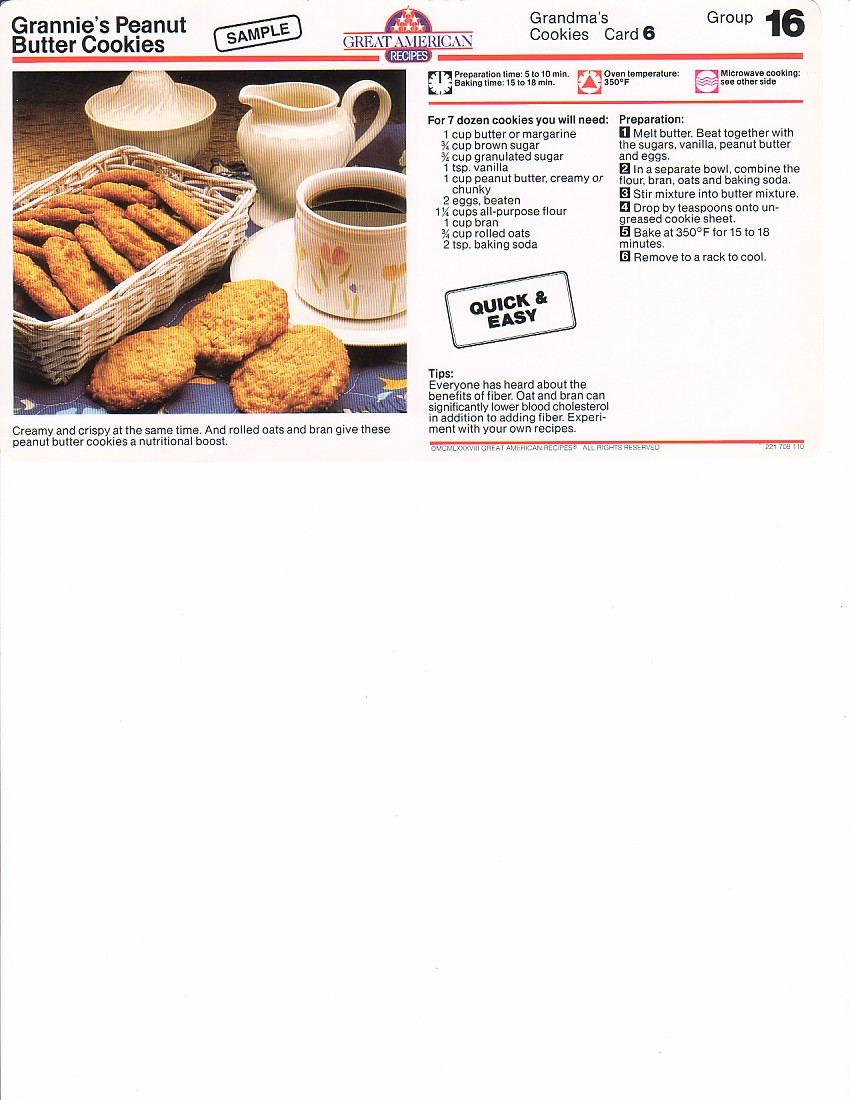 Grannie's Peanut
Butter Cookies
SAMPLE
GREAT AMERICAN
RECIPES
Grandma's
Cookies Card 6
Group 16
Preparation time: 5 to 10 min.
Baking time: 15 to 18 min.
Oven temperature:
350°F
Microwave cooking:
see other side
For 7 dozen cookies you will need:
1 cup butter or margarine
¾ cup brown sugar
¾ cup granulated sugar
1 tsp. vanilla
1 cup peanut butter, creamy or
chunky
2 eggs, beaten
1¼ cups all-purpose flour
1 cup bran
¾ cup rolled oats
2 tsp. baking soda
Preparation:
1 Melt butter. Beat together with
the sugars, vanilla, peanut butter
and eggs.
2 In a separate bowl, combine the
flour, bran, oats and baking soda.
3 Stir mixture into butter mixture.
4 Drop by teaspoons onto un-
greased cookie sheet.
5 Bake at 350°F for 15 to 18
minutes.
6 Remove to a rack to cool.
QUICK &
EASY
Tips:
Everyone has heard about the
benefits of fiber. Oat and bran can
significantly lower blood cholesterol
in addition to adding fiber. Experi-
ment with your own recipes.
Creamy and crispy at the same time. And rolled oats and bran give these
peanut butter cookies a nutritional boost.
©MCMLXXXVIII GREAT AMERICAN RECIPES® ALL RIGHTS RESERVED
221 708 110